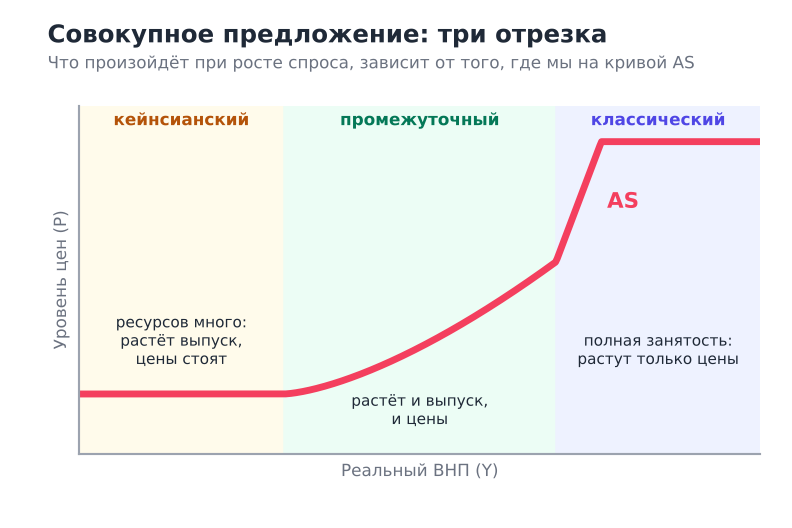 Совокупное предложение: три отрезка
Что произойдёт при росте спроса, зависит от того, где мы на кривой AS
кейнсианский
промежуточный
классический
AS
Уровень цен (P)
ресурсов много:
растёт выпуск,
цены стоят
полная занятость:
растут только цены
растёт и выпуск,
и цены
Реальный ВНП (Y)